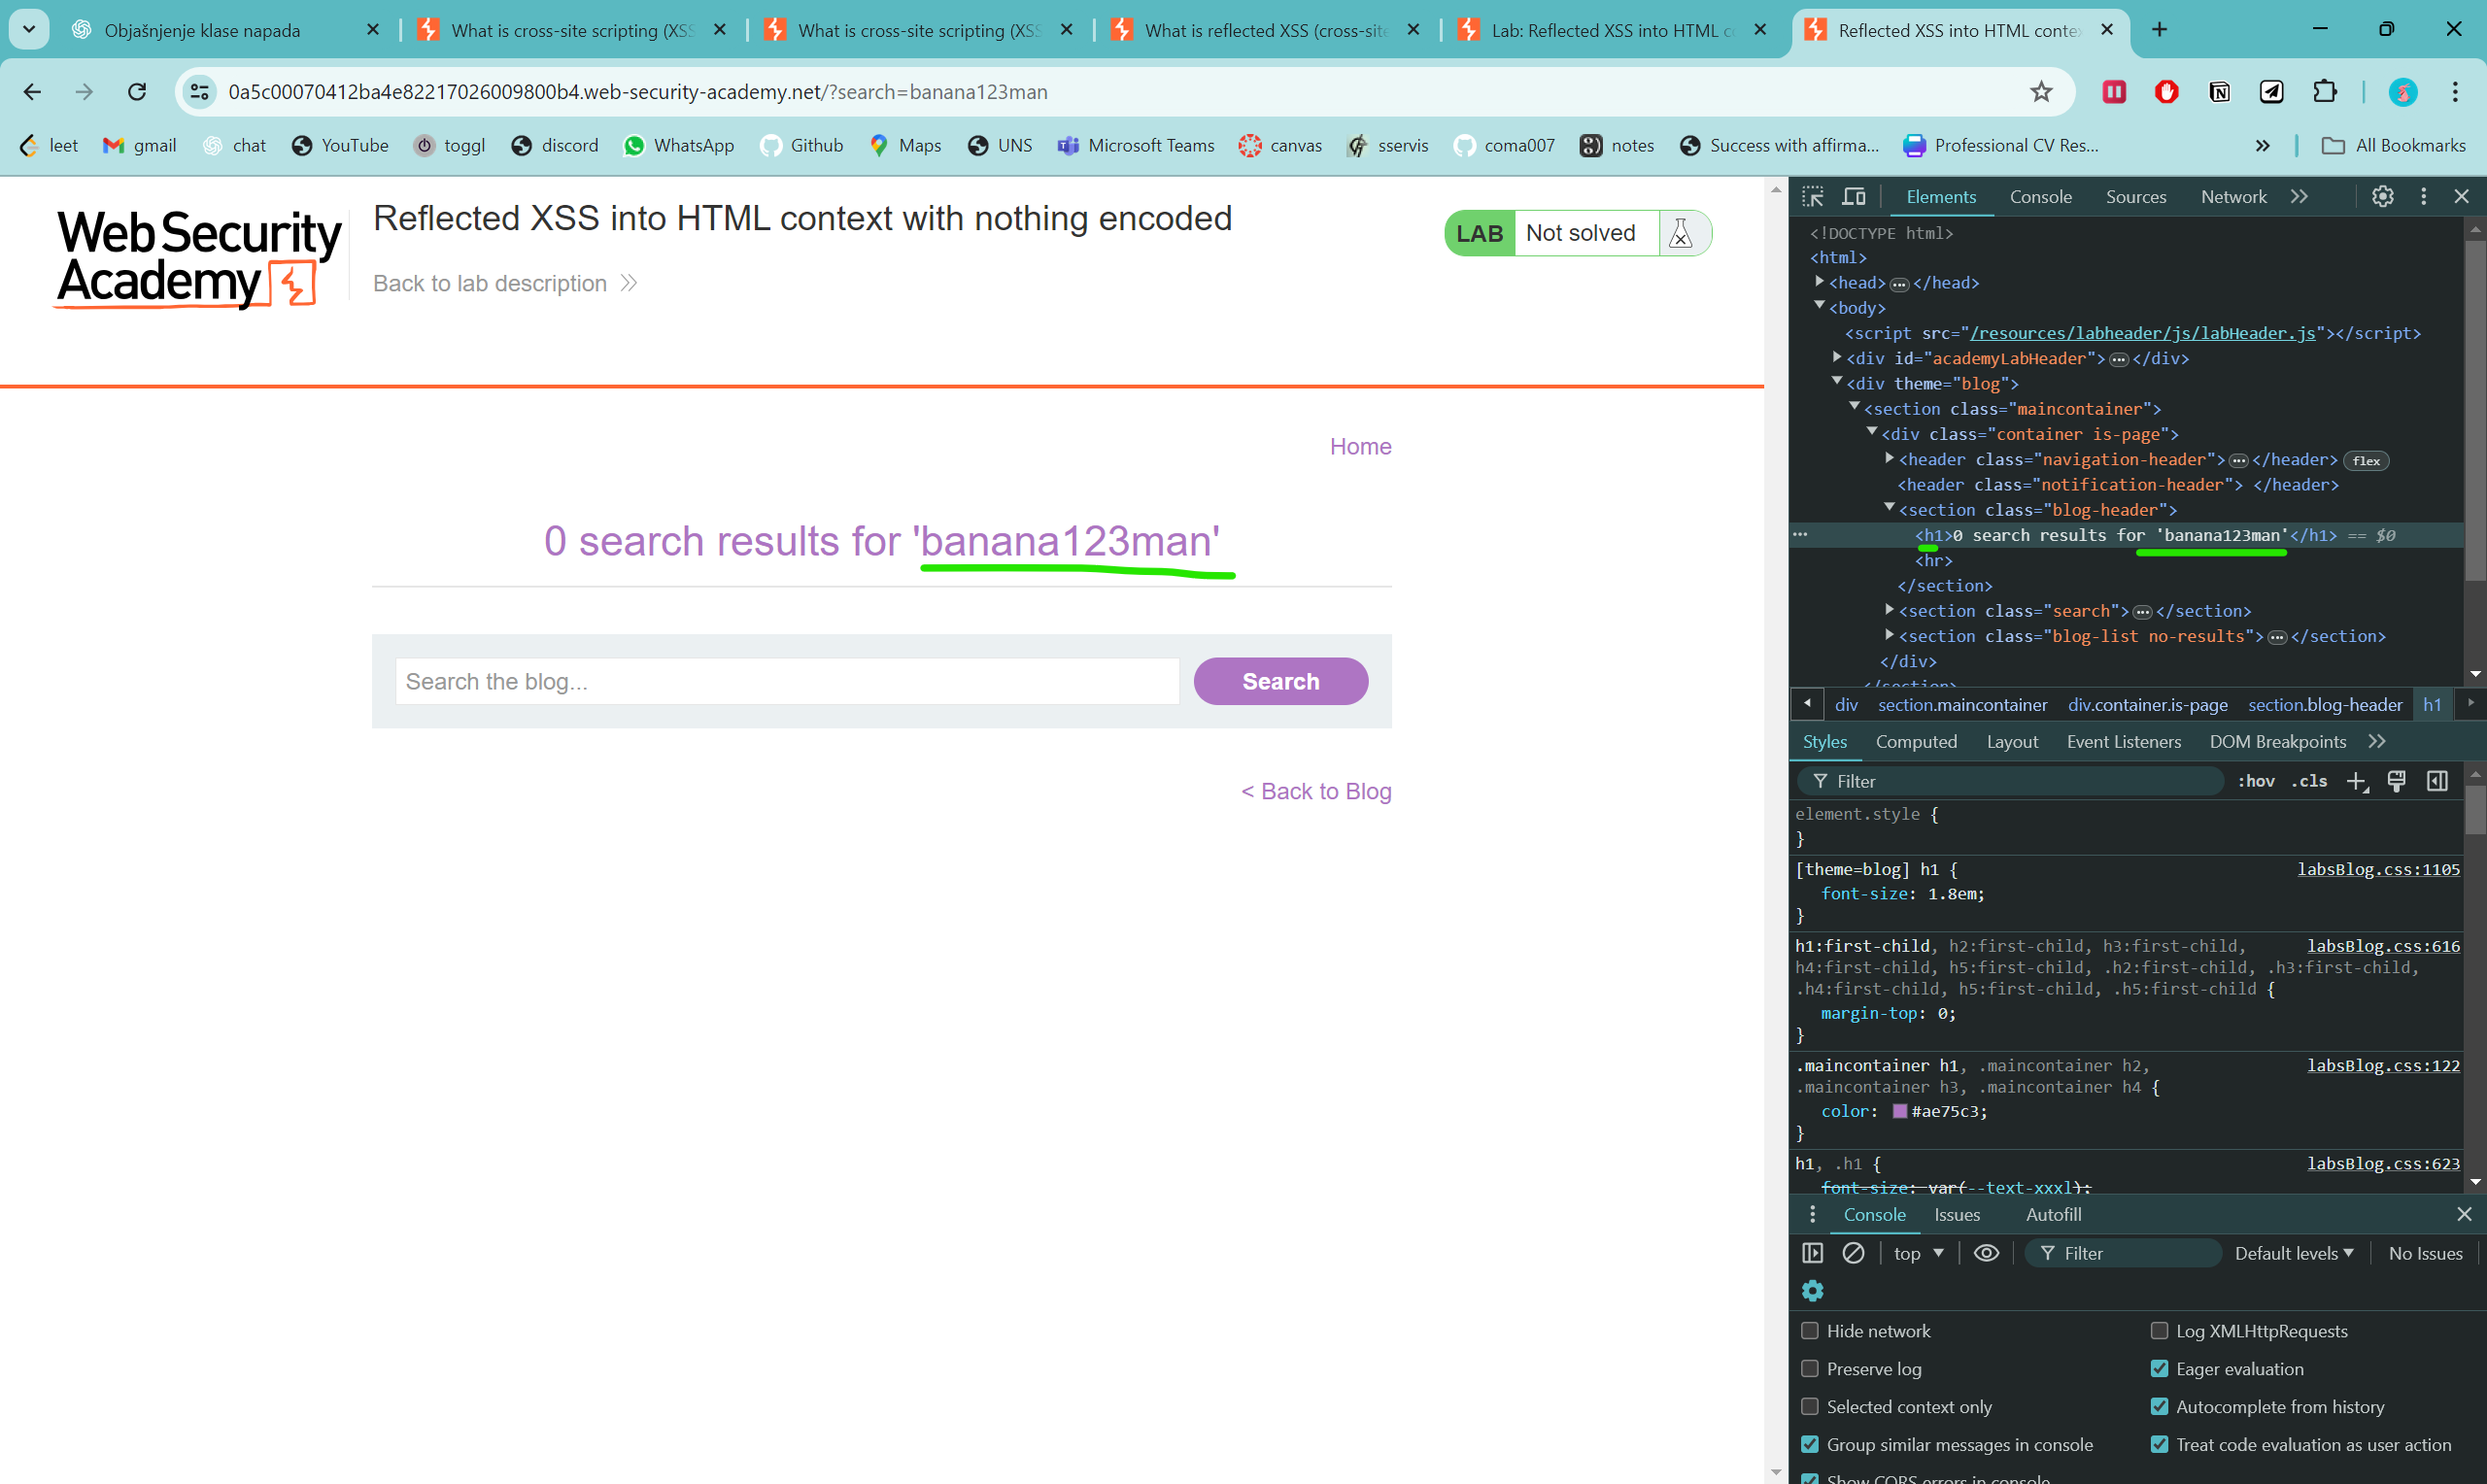 Objašnjenje klase napada
What is cross-site scripting (XSS
What is cross-site scripting (XSS
What is reflected XSS (cross-site
Lab: Reflected XSS into HTML co
Reflected XSS into HTML conte
0a5c00070412ba4e82217026009800b4.web-security-academy.net/?search=banana123man
leet gmail chat YouTube toggl discord WhatsApp Github Maps UNS Microsoft Teams canvas sservis coma007 notes Success with affirma... Professional CV Res... » All Bookmarks
Web Security
Academy
Reflected XSS into HTML context with nothing encoded
Back to lab description
LAB Not solved
Home
0 search results for 'banana123man'
Search the blog...
Search
< Back to Blog
Elements Console Sources Network
<!DOCTYPE html>
<html>
<head> … </head>
<body>
<script src="/resources/labheader/js/labHeader.js"></script>
<div id="academyLabHeader"> … </div>
<div theme="blog">
<section class="maincontainer">
<div class="container is-page">
<header class="navigation-header"> … </header> flex
<header class="notification-header"> </header>
<section class="blog-header">
<h1>0 search results for 'banana123man'</h1> == $0
<hr>
</section>
<section class="search"> … </section>
<section class="blog-list no-results"> … </section>
</div>
</section>
div section.maincontainer div.container.is-page section.blog-header h1
Styles Computed Layout Event Listeners DOM Breakpoints
Filter :hov .cls
element.style {
}
[theme=blog] h1 { labsBlog.css:1105
font-size: 1.8em;
}
h1:first-child, h2:first-child, h3:first-child, labsBlog.css:616
h4:first-child, h5:first-child, .h2:first-child, .h3:first-child,
.h4:first-child, h5:first-child, .h5:first-child {
margin-top: 0;
}
.maincontainer h1, .maincontainer h2, labsBlog.css:122
.maincontainer h3, .maincontainer h4 {
color: #ae75c3;
}
h1, .h1 { labsBlog.css:623
font-size: var(--text-xxxl);
Console Issues Autofill
top Filter Default levels No Issues
Hide network Log XMLHttpRequests
Preserve log Eager evaluation
Selected context only Autocomplete from history
Group similar messages in console Treat code evaluation as user action
Show CORS errors in console